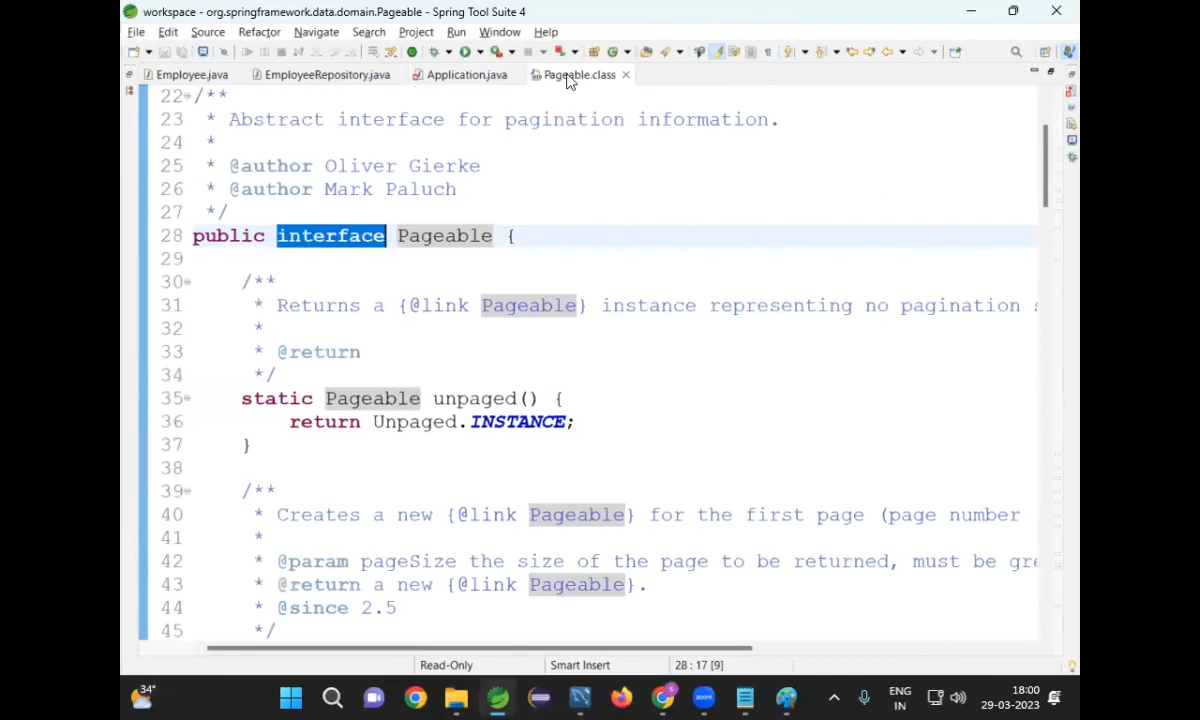 workspace - org.springframework.data.domain.Pageable - Spring Tool Suite 4
File Edit Source Refactor Navigate Search Project Run Window Help
Employee.java EmployeeRepository.java Application.java Pageable.class
22 /**
23 * Abstract interface for pagination information.
24 *
25 * @author Oliver Gierke
26 * @author Mark Paluch
27 */
28 public interface Pageable {
29
30 /**
31 * Returns a {@link Pageable} instance representing no pagination
32 *
33 * @return
34 */
35 static Pageable unpaged() {
36 return Unpaged.INSTANCE;
37 }
38
39 /**
40 * Creates a new {@link Pageable} for the first page (page number
41 *
42 * @param pageSize the size of the page to be returned, must be gre
43 * @return a new {@link Pageable}.
44 * @since 2.5
45 */
Read-Only Smart Insert 28 : 17 [9]
34°
zoom
ENG
IN
18:00
29-03-2023